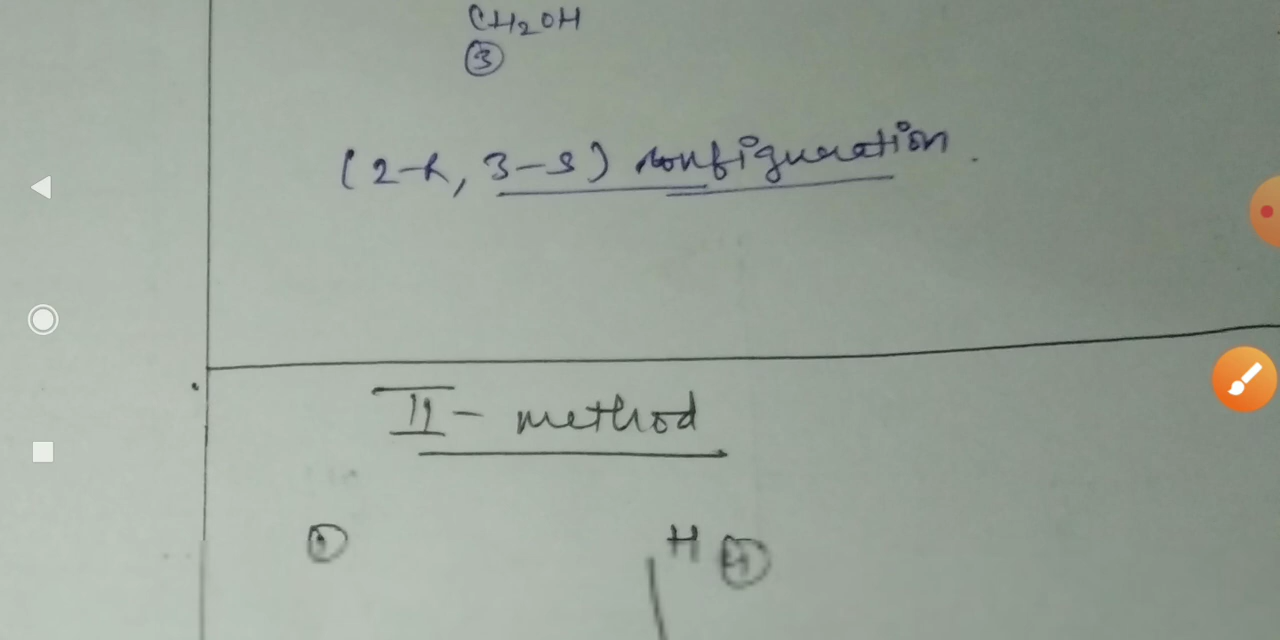 CH₂OH
③
(2-R, 3-S) configuration.
II - method
①
H ④